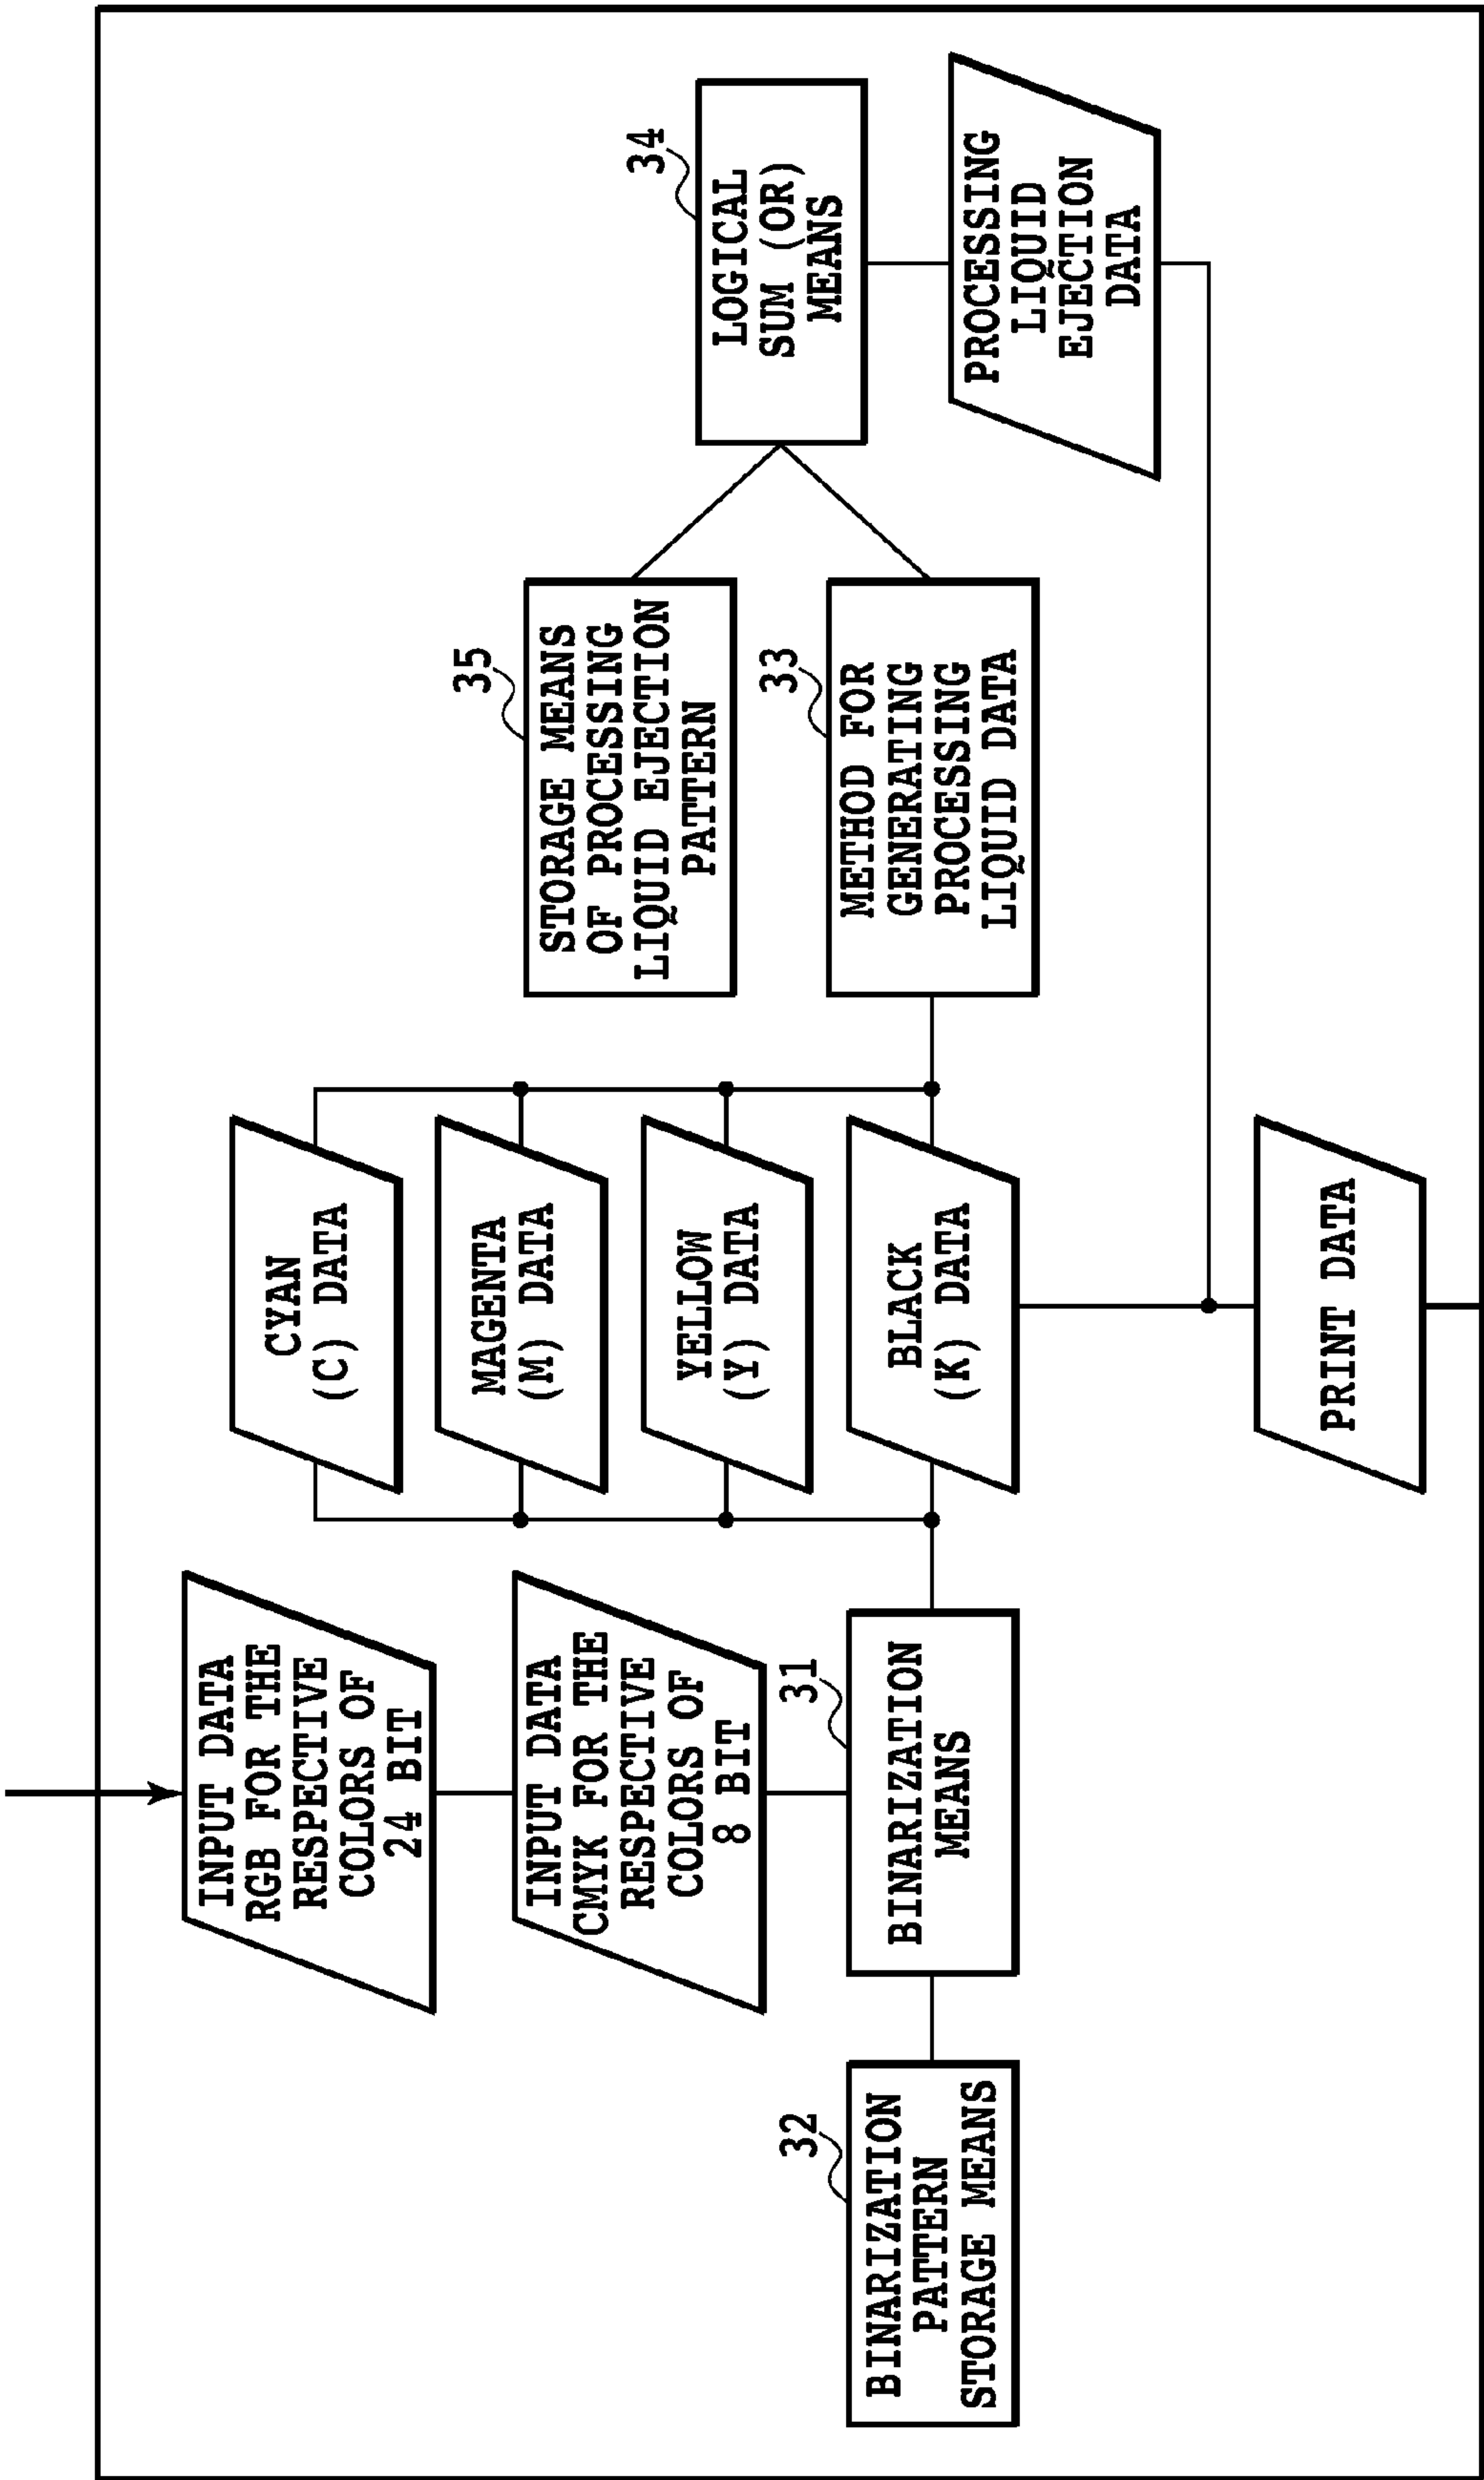 INPUT DATA
RGB FOR THE
RESPECTIVE
COLORS OF
24 BIT
INPUT DATA
CMYK FOR THE
RESPECTIVE
COLORS OF
8 BIT
32
BINARIZATION
PATTERN
STORAGE MEANS
31
BINARIZATION
MEANS
CYAN
(C) DATA
MAGENTA
(M) DATA
YELLOW
(Y) DATA
BLACK
(K) DATA
PRINT DATA
35
STORAGE MEANS
OF PROCESSING
LIQUID EJECTION
PATTERN
33
METHOD FOR
GENERATING
PROCESSING
LIQUID DATA
34
LOGICAL
SUM (OR)
MEANS
PROCESSING
LIQUID
EJECTION
DATA